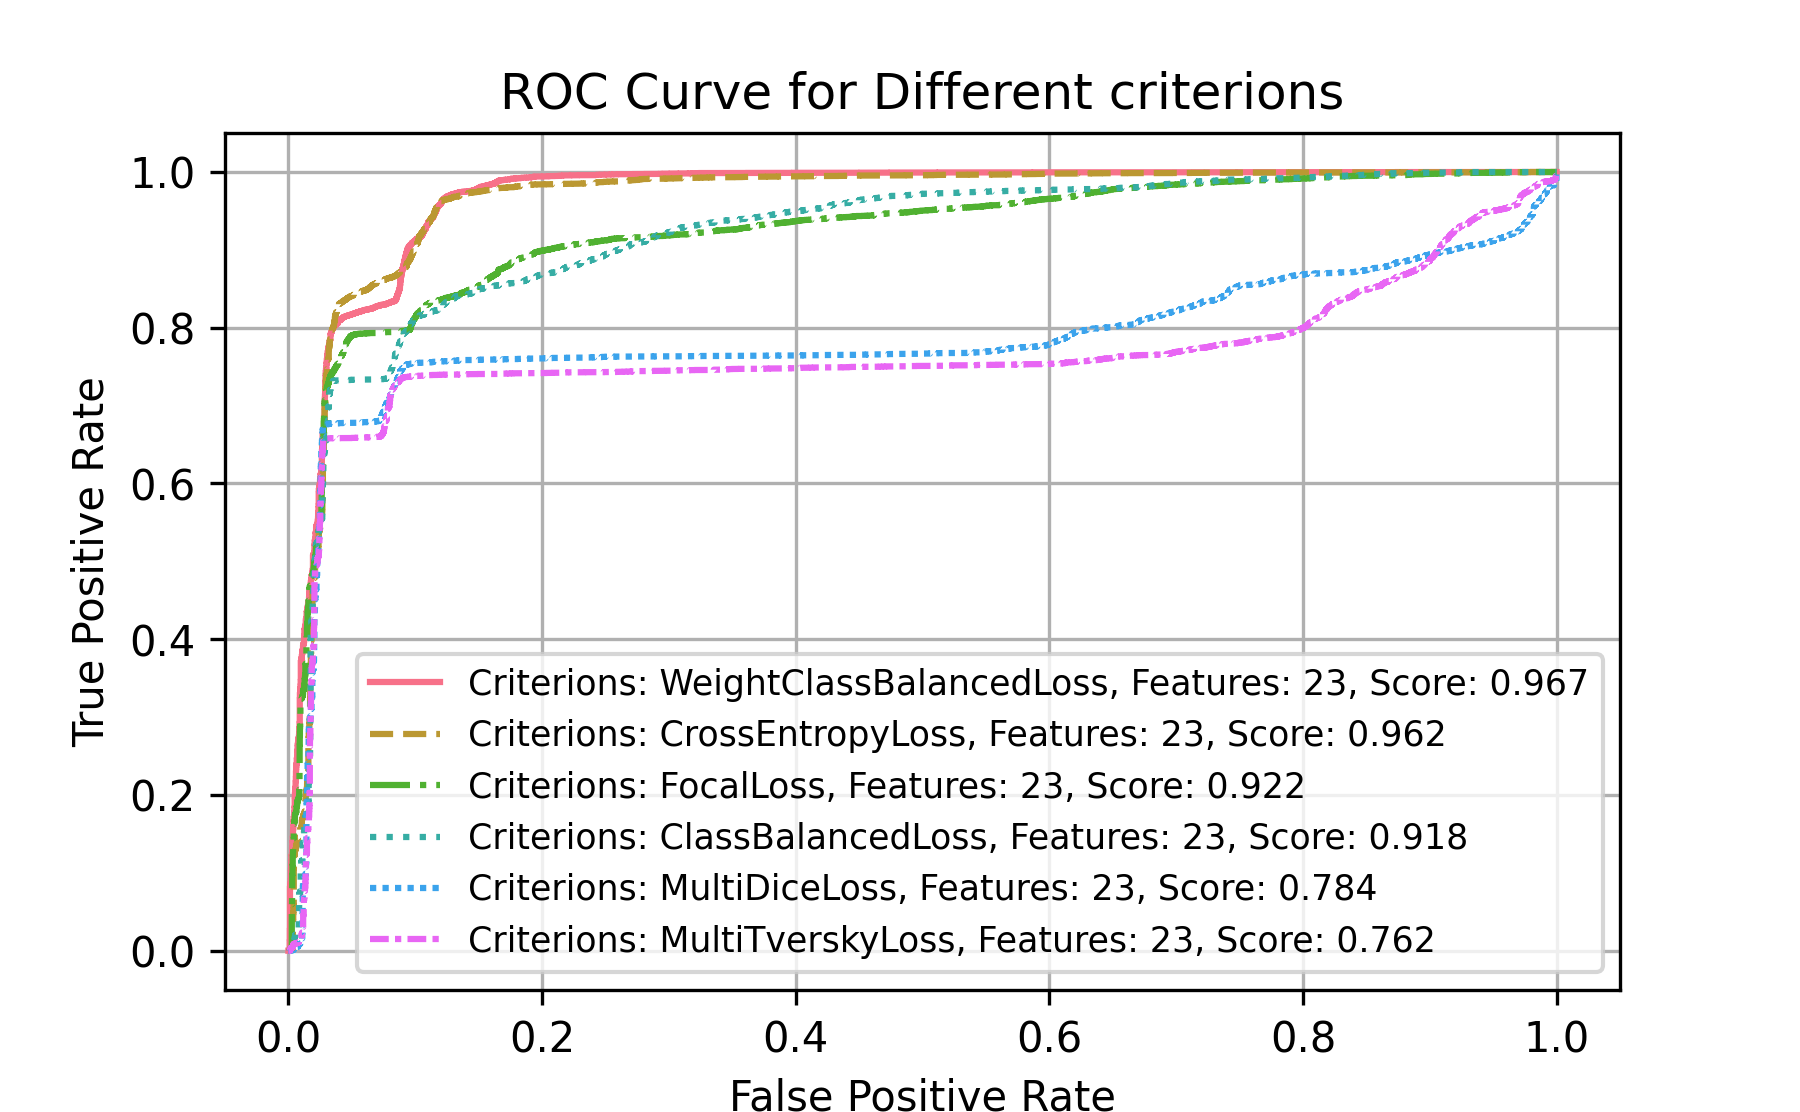 ROC Curve for Different criterions
True Positive Rate
1.0
0.8
0.6
0.4
0.2
0.0
Criterions: WeightClassBalancedLoss, Features: 23, Score: 0.967
Criterions: CrossEntropyLoss, Features: 23, Score: 0.962
Criterions: FocalLoss, Features: 23, Score: 0.922
Criterions: ClassBalancedLoss, Features: 23, Score: 0.918
Criterions: MultiDiceLoss, Features: 23, Score: 0.784
Criterions: MultiTverskyLoss, Features: 23, Score: 0.762
0.0 0.2 0.4 0.6 0.8 1.0
False Positive Rate